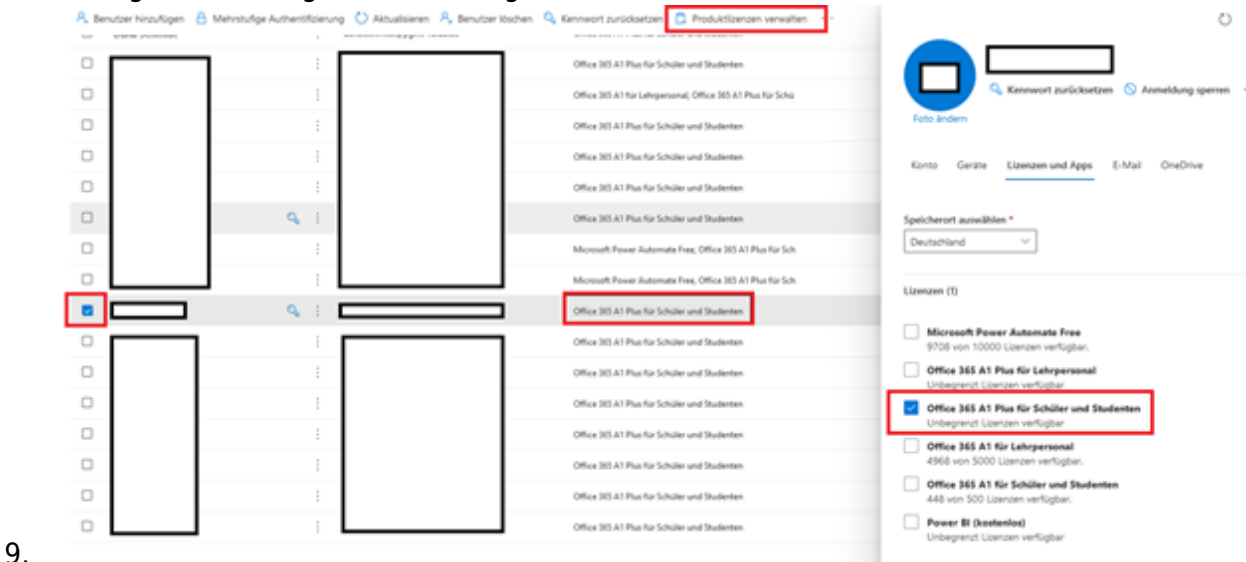 Benutzer hinzufügen Mehrstufige Authentifizierung Aktualisieren Benutzer löschen Kennwort zurücksetzen Produktlizenzen verwalten
Office 365 A1 Plus für Schüler und Studenten
Office 365 A1 für Lehrpersonal, Office 365 A1 Plus für Schü
Office 365 A1 Plus für Schüler und Studenten
Office 365 A1 Plus für Schüler und Studenten
Office 365 A1 Plus für Schüler und Studenten
Office 365 A1 Plus für Schüler und Studenten
Microsoft Power Automate Free, Office 365 A1 Plus für Sch
Microsoft Power Automate Free, Office 365 A1 Plus für Sch
Office 365 A1 Plus für Schüler und Studenten
Office 365 A1 Plus für Schüler und Studenten
Office 365 A1 Plus für Schüler und Studenten
Office 365 A1 Plus für Schüler und Studenten
Office 365 A1 Plus für Schüler und Studenten
Office 365 A1 Plus für Schüler und Studenten
Office 365 A1 Plus für Schüler und Studenten
Office 365 A1 Plus für Schüler und Studenten
Kennwort zurücksetzen Anmeldung sperren
Foto ändern
Konto Geräte Lizenzen und Apps E-Mail OneDrive
Speicherort auswählen *
Deutschland
Lizenzen (1)
Microsoft Power Automate Free
9708 von 10000 Lizenzen verfügbar.
Office 365 A1 Plus für Lehrpersonal
Unbegrenzt Lizenzen verfügbar
Office 365 A1 Plus für Schüler und Studenten
Unbegrenzt Lizenzen verfügbar
Office 365 A1 für Lehrpersonal
4968 von 5000 Lizenzen verfügbar.
Office 365 A1 für Schüler und Studenten
448 von 500 Lizenzen verfügbar.
Power BI (kostenlos)
Unbegrenzt Lizenzen verfügbar
9.